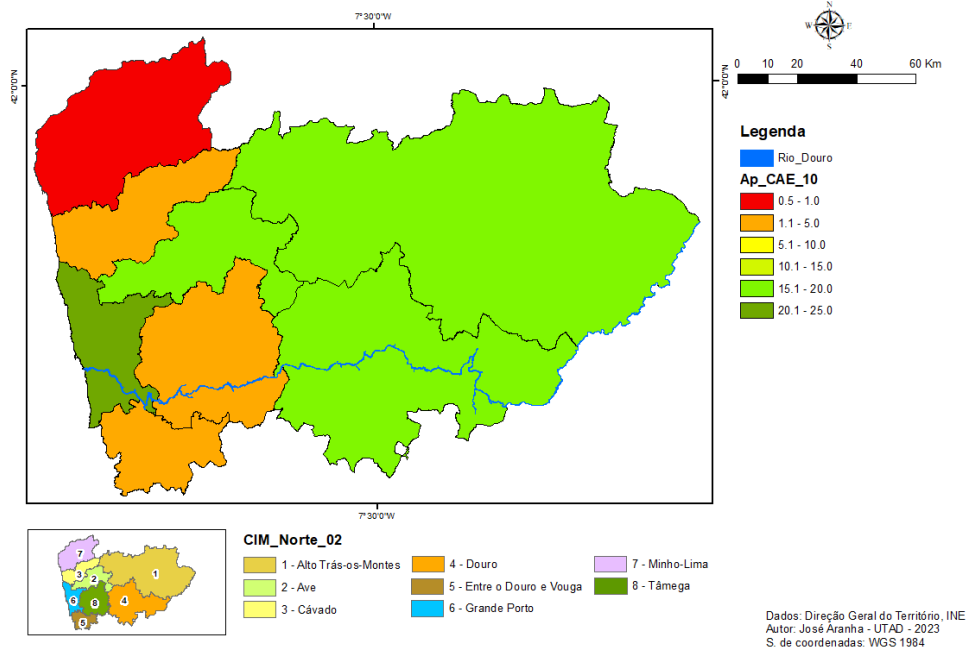 7°30'0"W
N
W E
S
42°0'0"N
42°0'0"N
0 10 20 40 60 Km
Legenda
Rio_Douro
Ap_CAE_10
0.5 - 1.0
1.1 - 5.0
5.1 - 10.0
10.1 - 15.0
15.1 - 20.0
20.1 - 25.0
7°30'0"W
CIM_Norte_02
1 - Alto Trás-os-Montes
2 - Ave
3 - Cávado
4 - Douro
5 - Entre o Douro e Vouga
6 - Grande Porto
7 - Minho-Lima
8 - Tâmega
7
3
2
1
6
8
4
5
Dados: Direção Geral do Território, INE
Autor: José Aranha - UTAD - 2023
S. de coordenadas: WGS 1984